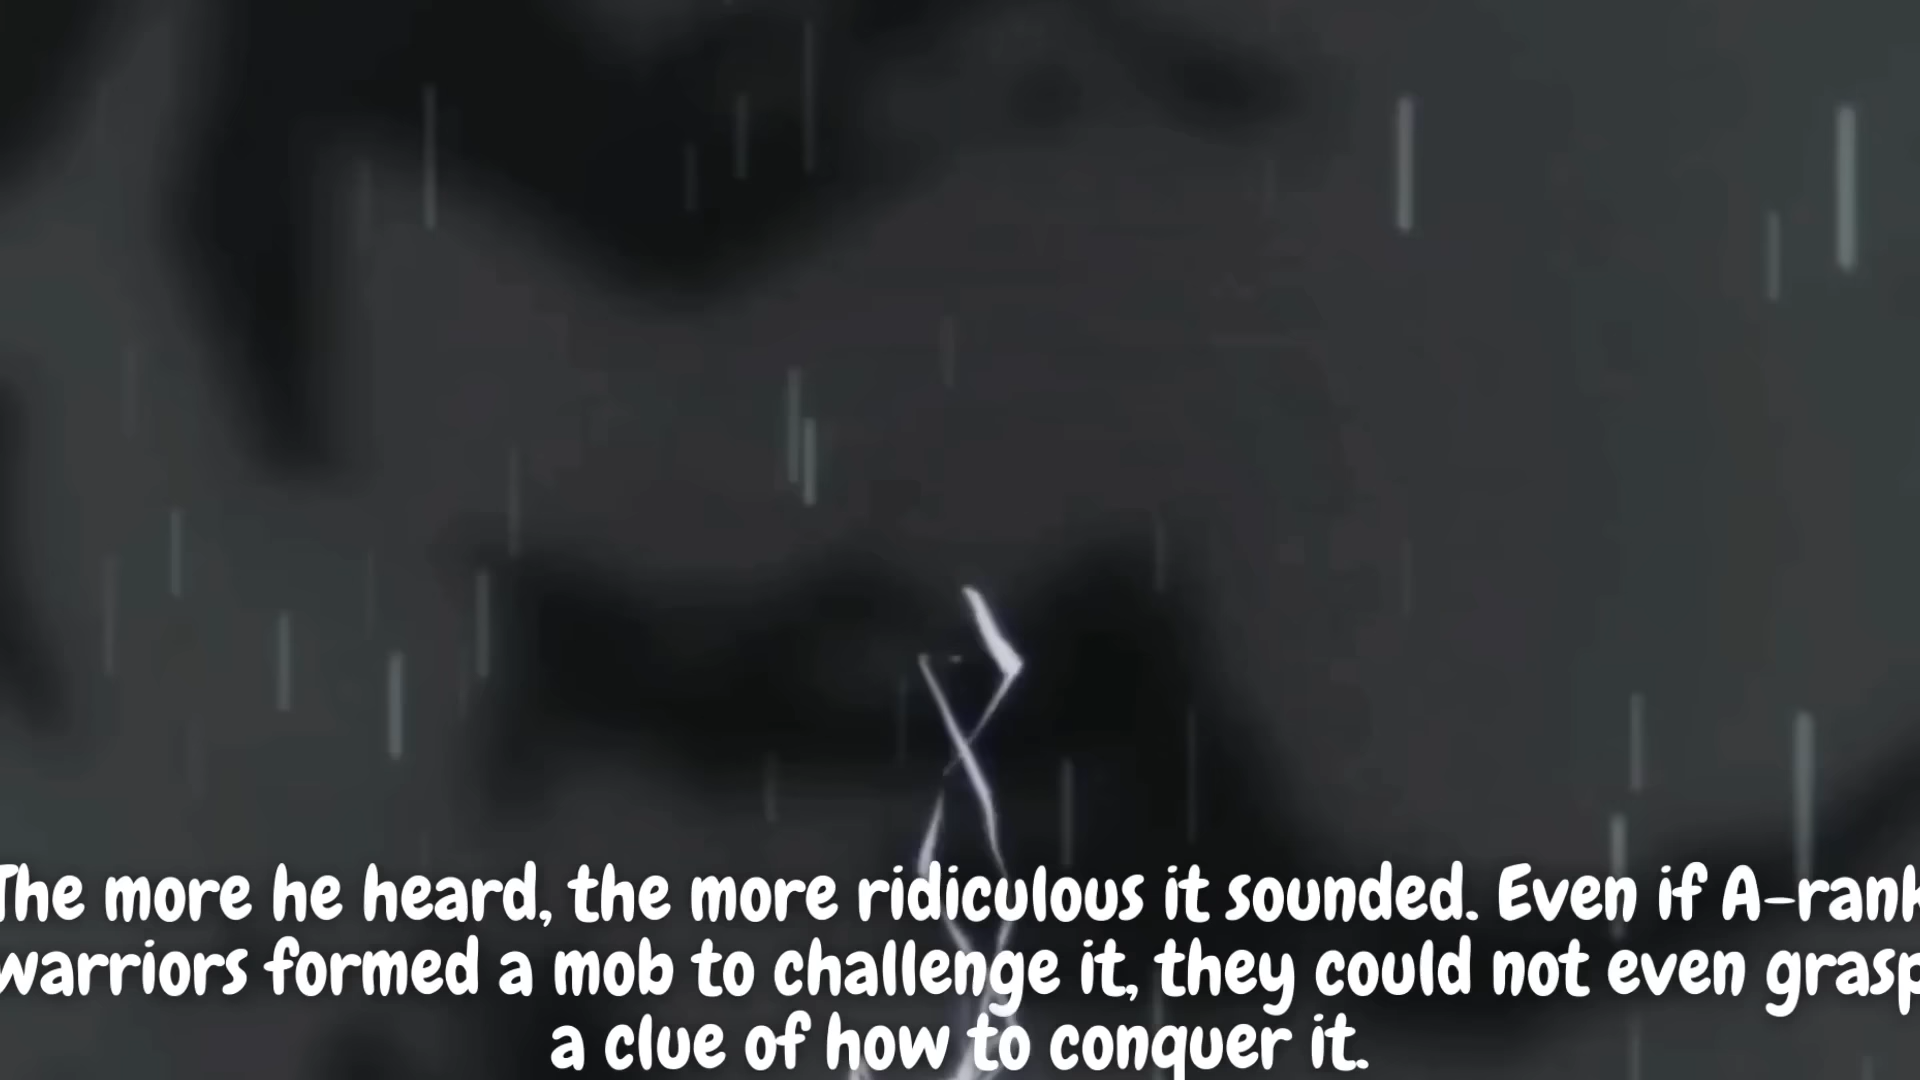 The more he heard, the more ridiculous it sounded. Even if A-rank
warriors formed a mob to challenge it, they could not even grasp
a clue of how to conquer it.